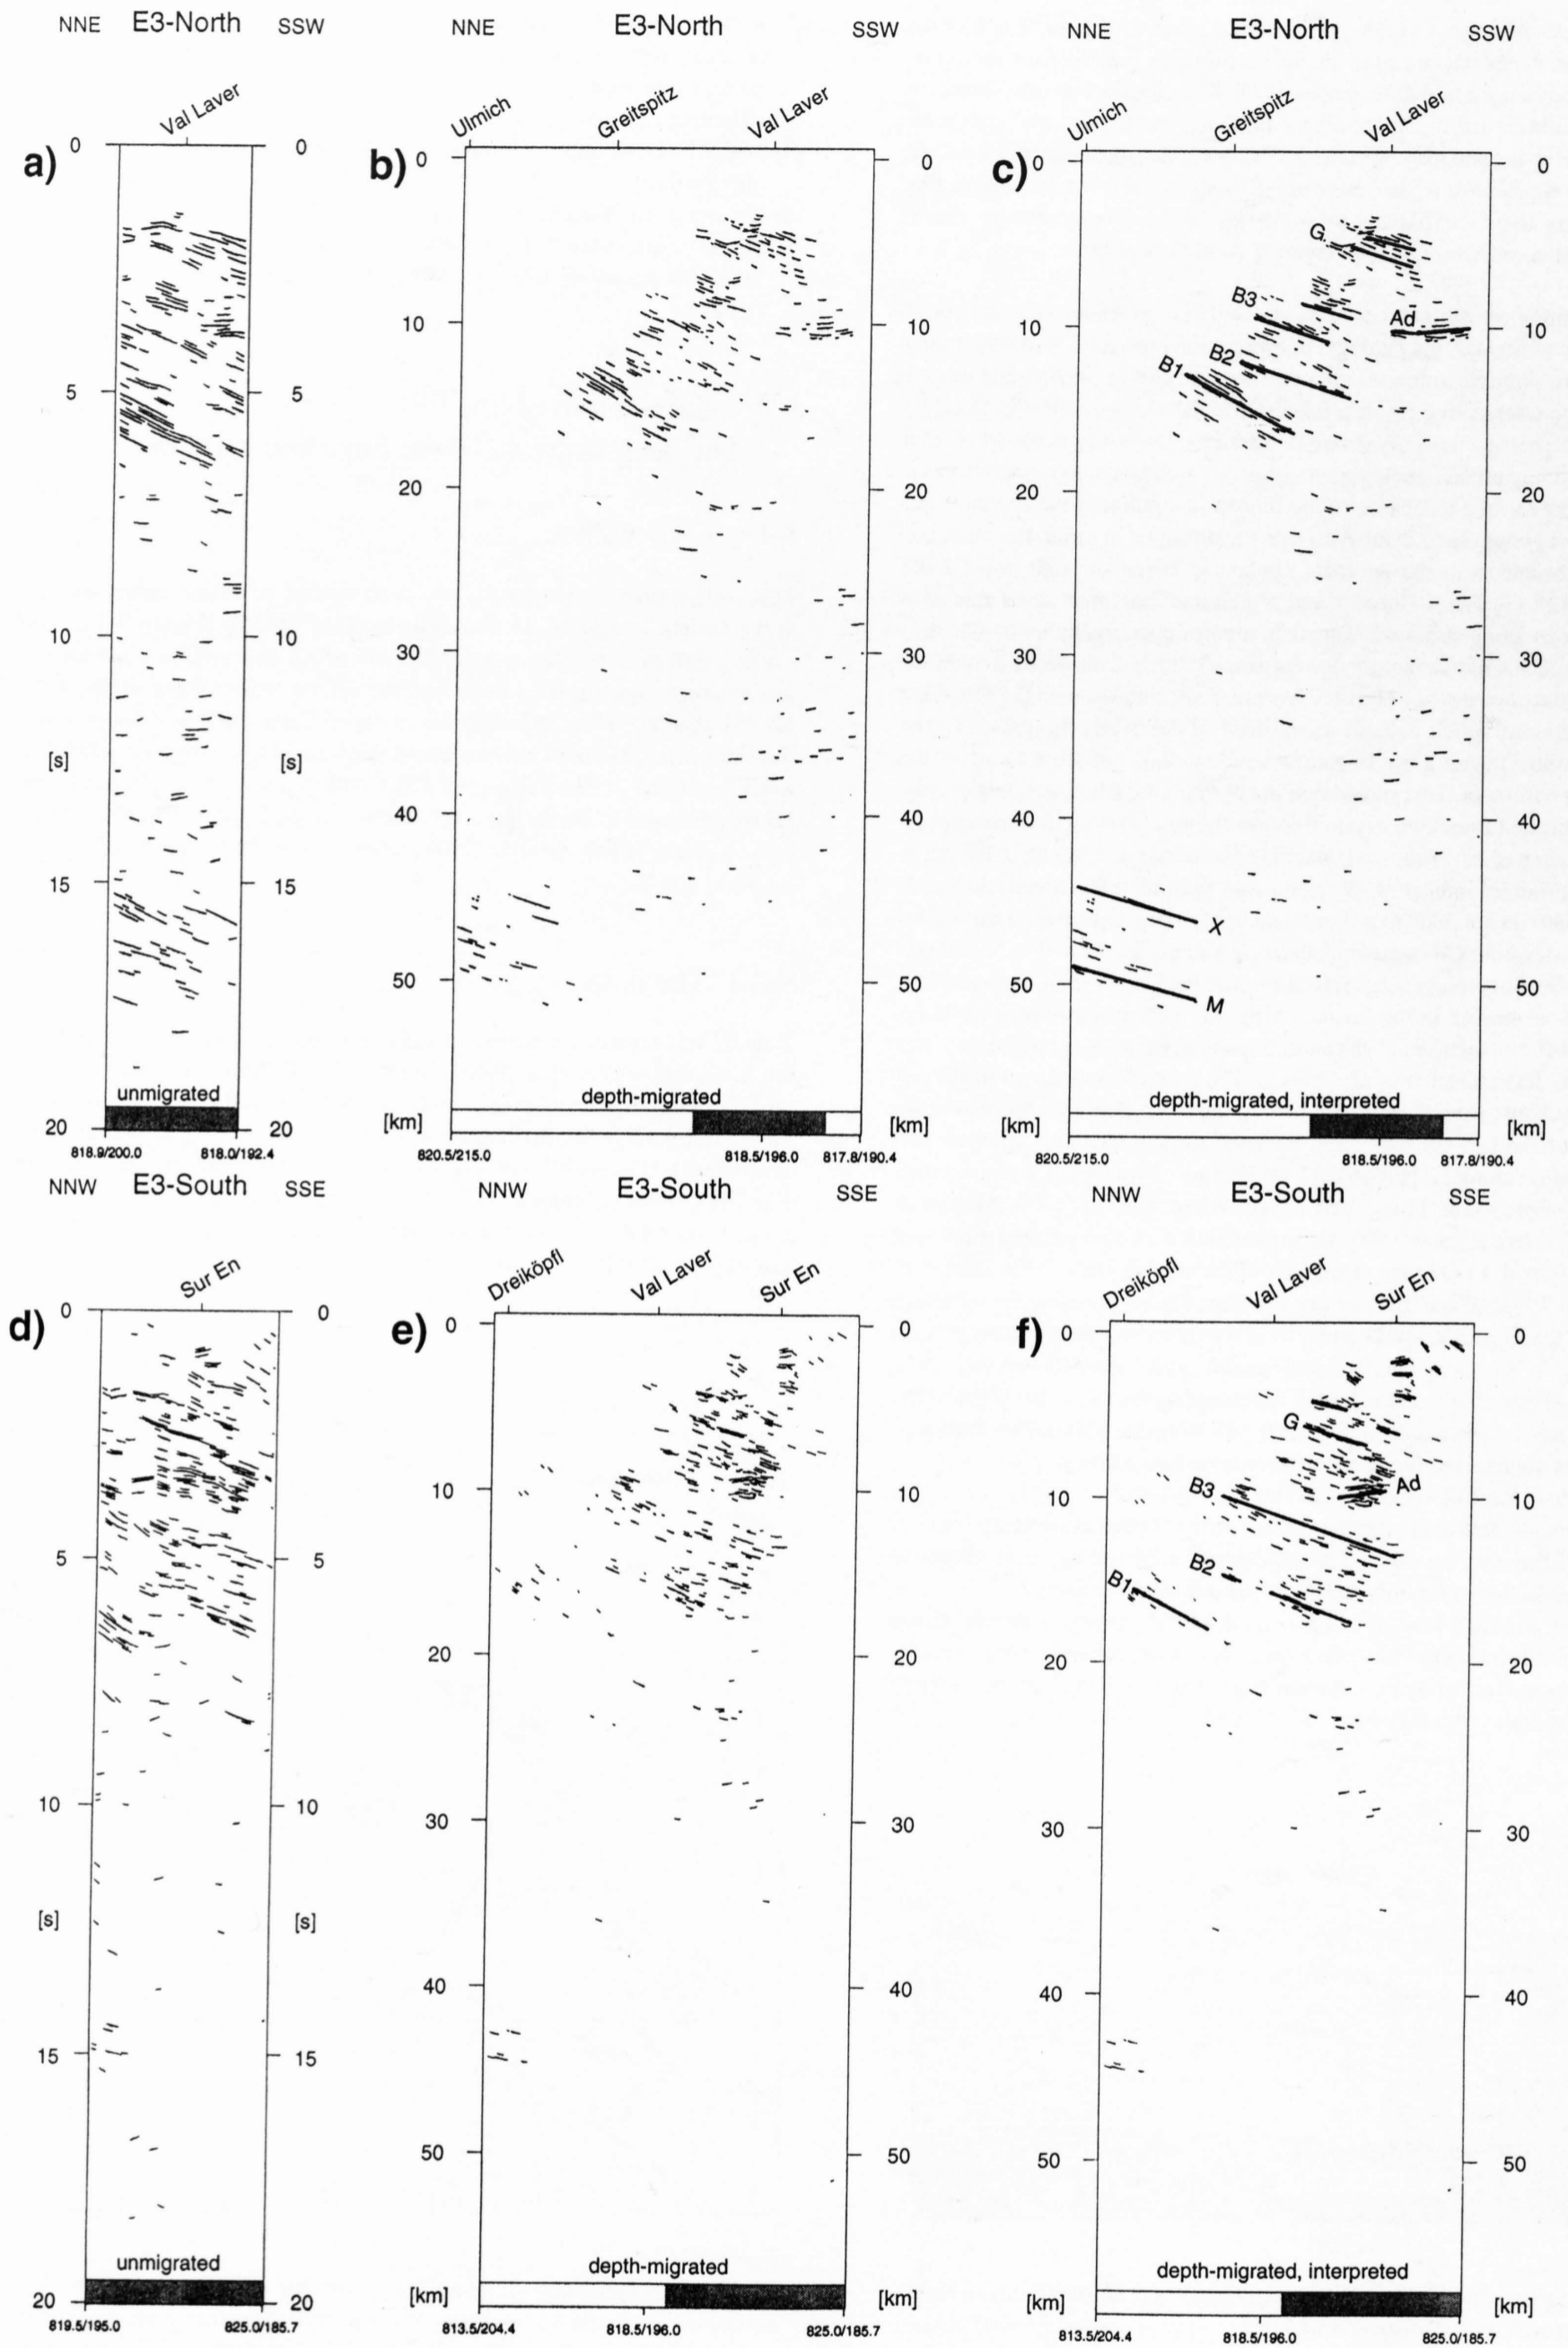 NNE E3-North SSW
Val Laver
a)
0 0
5 5
10 10
[s] [s]
15 15
unmigrated
20 20
818.9/200.0 818.0/192.4
NNE E3-North SSW
Ulmich Greitspitz Val Laver
b)
0 0
10 10
20 20
30 30
40 40
50 50
depth-migrated
[km] [km]
820.5/215.0 818.5/196.0 817.8/190.4
NNE E3-North SSW
Ulmich Greitspitz Val Laver
c)
0 0
G
B3
10 Ad 10
B2
B1
20 20
30 30
40 40
X
50 50
M
depth-migrated, interpreted
[km] [km]
820.5/215.0 818.5/196.0 817.8/190.4
NNW E3-South SSE
Sur En
d)
0 0
5 5
10 10
[s] [s]
15 15
unmigrated
20 20
819.5/195.0 825.0/185.7
NNW E3-South SSE
Dreiköpfl Val Laver Sur En
e)
0 0
10 10
20 20
30 30
40 40
50 50
depth-migrated
[km] [km]
813.5/204.4 818.5/196.0 825.0/185.7
NNW E3-South SSE
Dreiköpfl Val Laver Sur En
f)
0 0
G
B3 Ad
10 10
B2
B1
20 20
30 30
40 40
50 50
depth-migrated, interpreted
[km] [km]
813.5/204.4 818.5/196.0 825.0/185.7